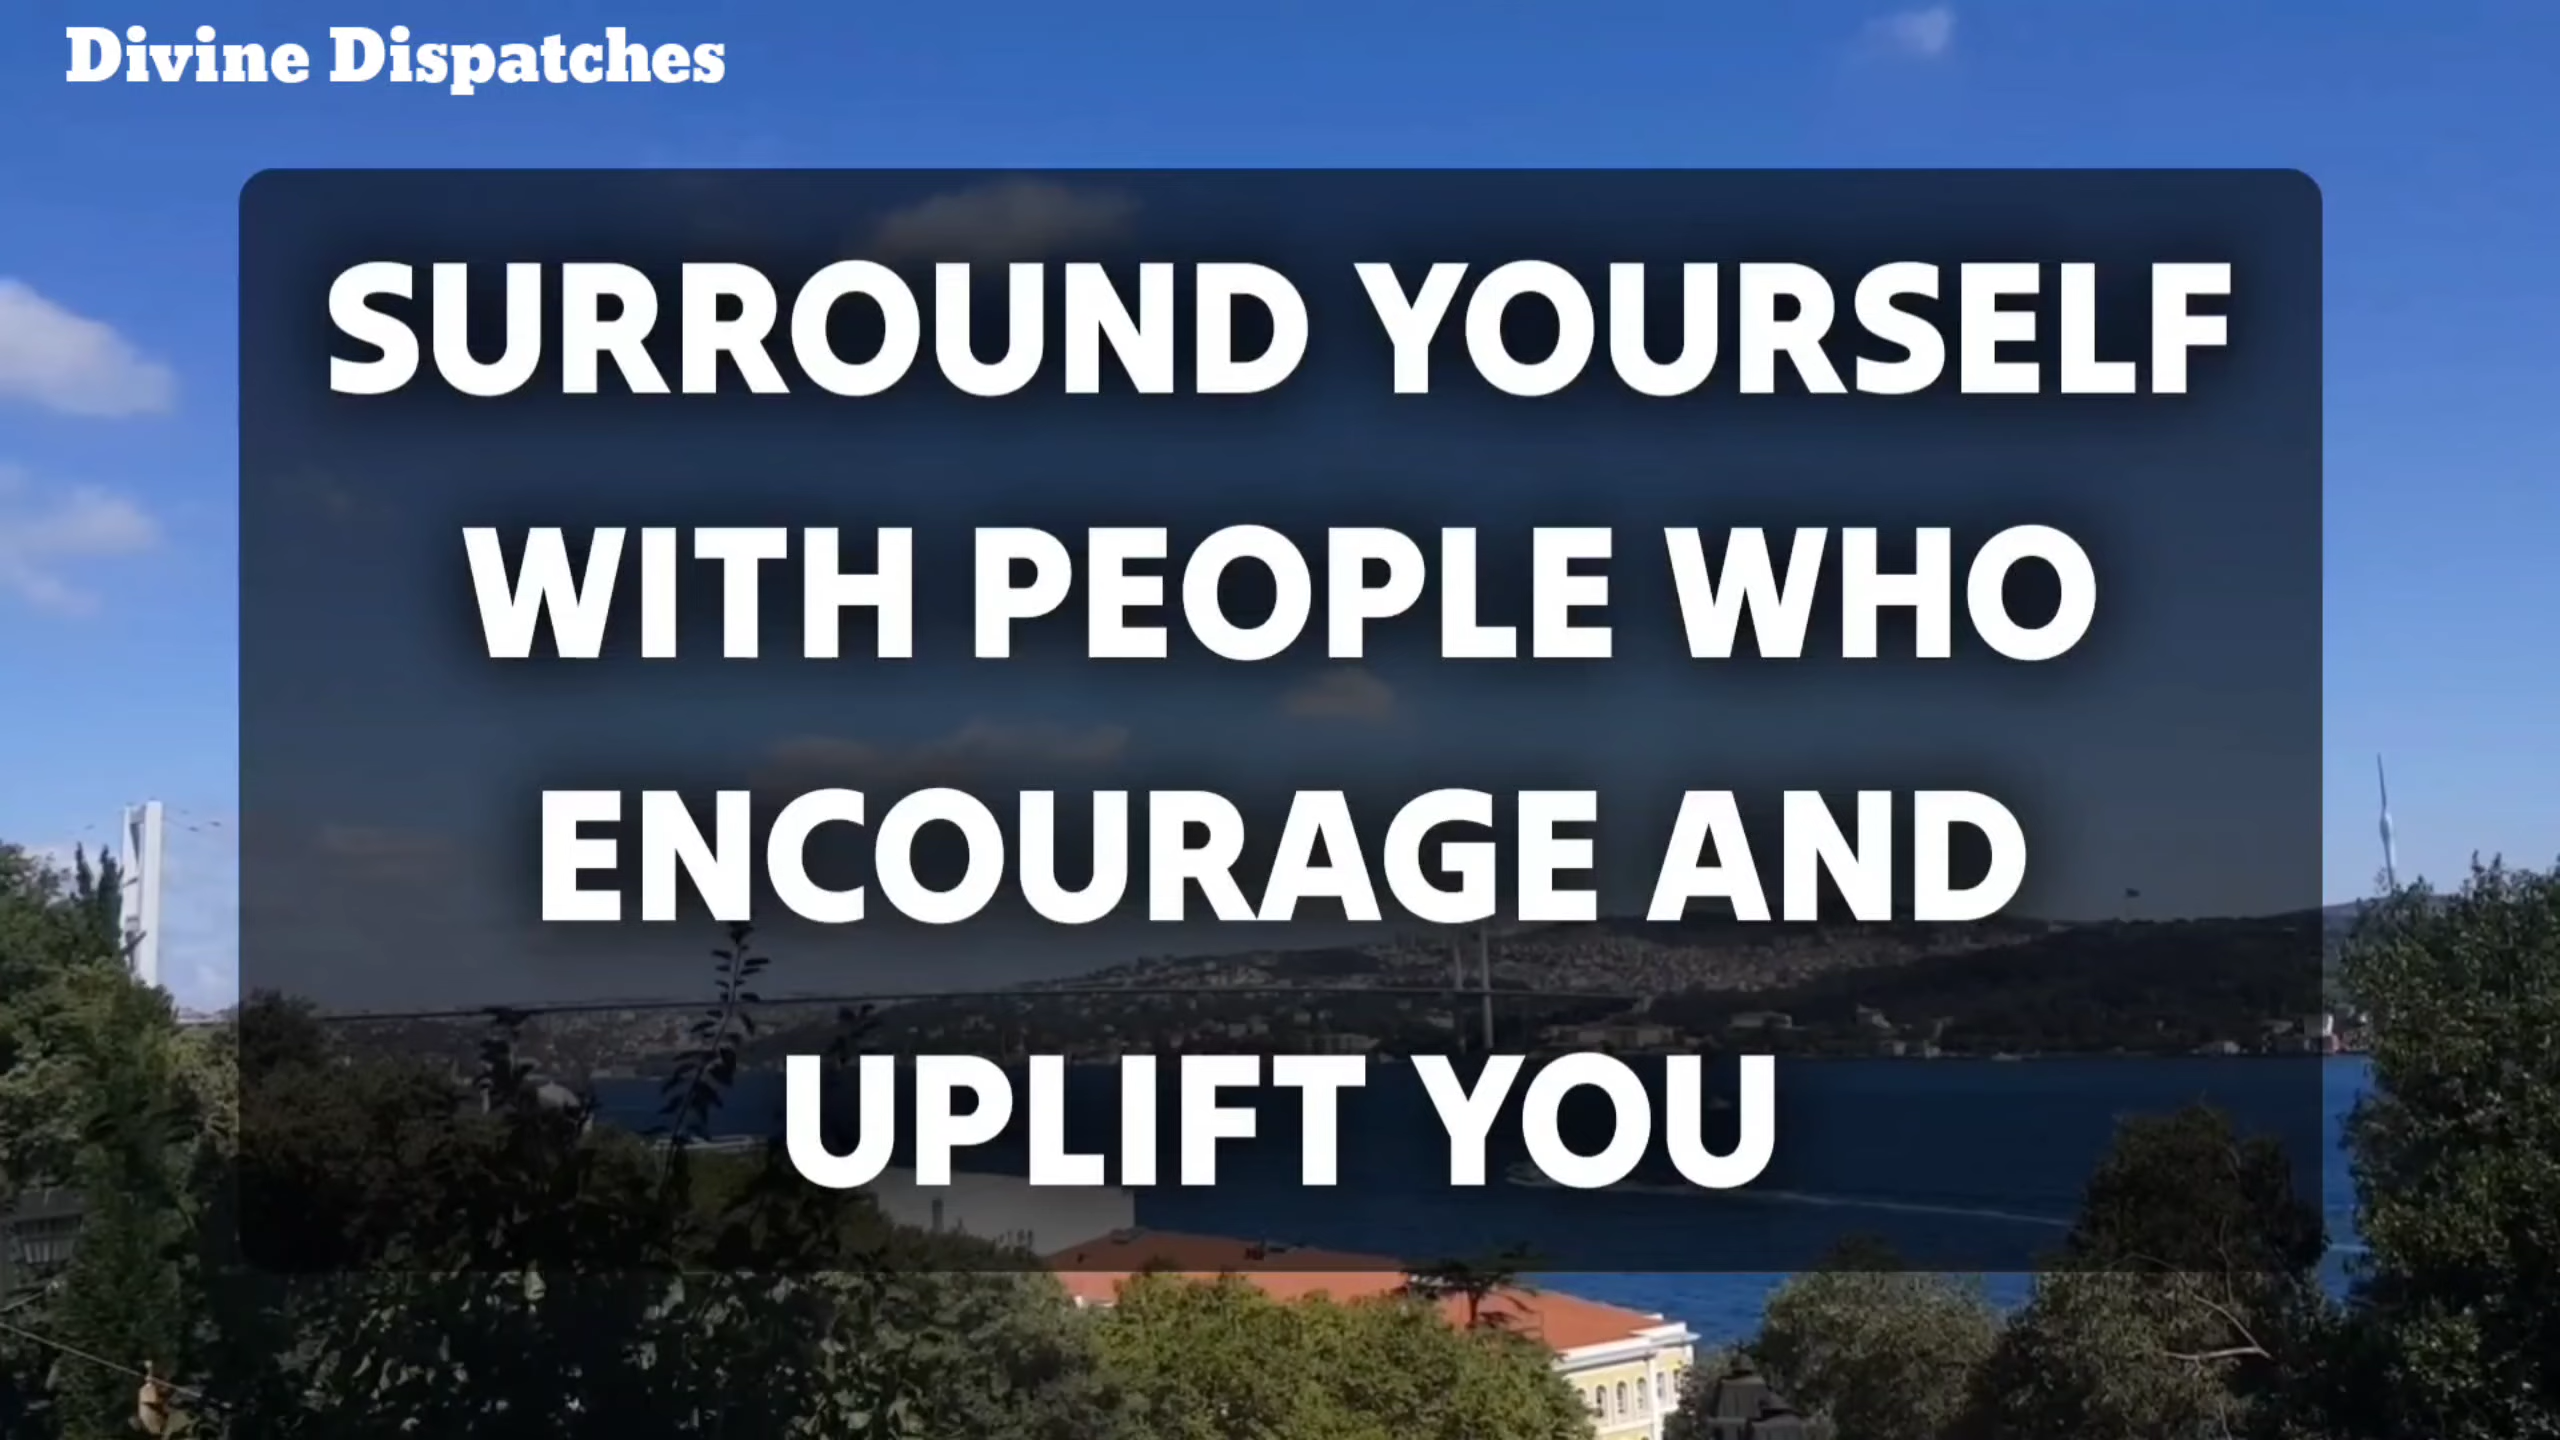 Divine Dispatches
SURROUND YOURSELF
WITH PEOPLE WHO
ENCOURAGE AND
UPLIFT YOU